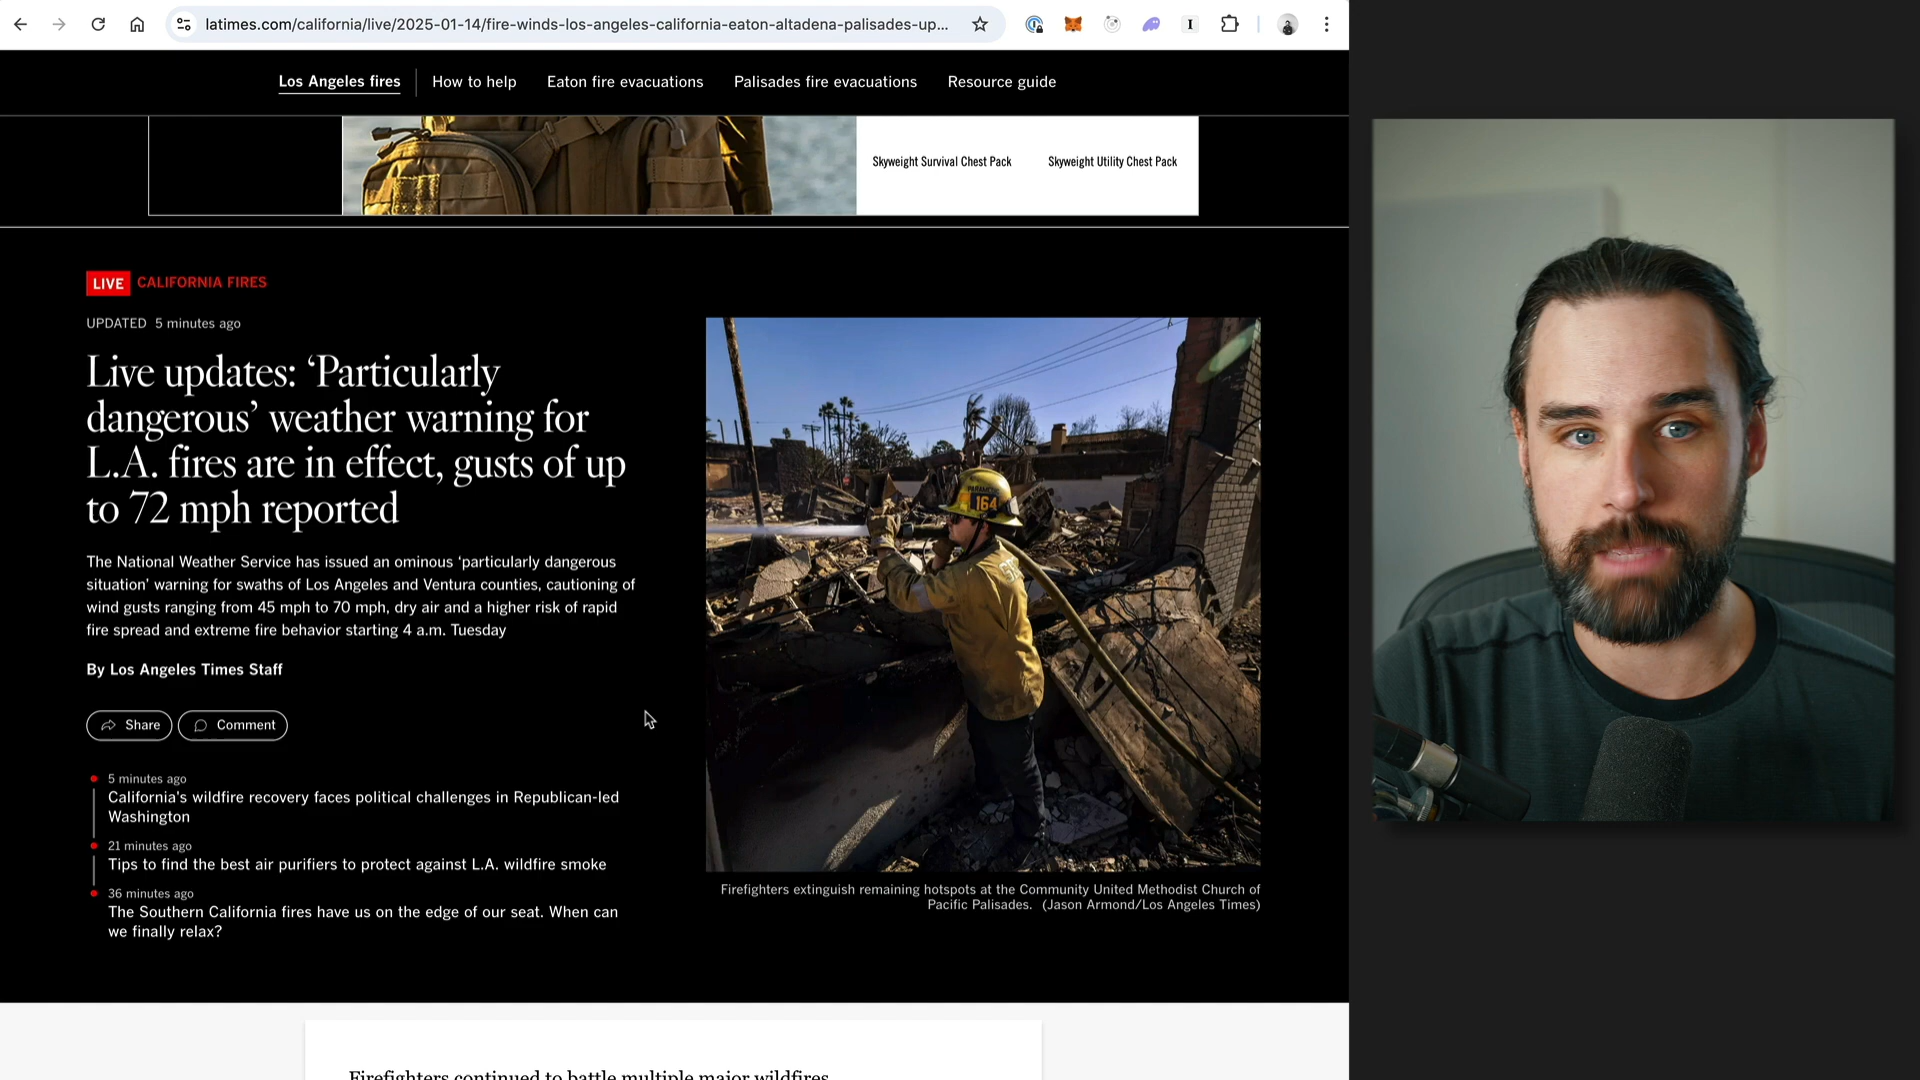 latimes.com/california/live/2025-01-14/fire-winds-los-angeles-california-eaton-altadena-palisades-up...
Los Angeles fires
How to help
Eaton fire evacuations
Palisades fire evacuations
Resource guide
Skyweight Survival Chest Pack
Skyweight Utility Chest Pack
LIVE CALIFORNIA FIRES
UPDATED 5 minutes ago
Live updates: ‘Particularly
dangerous’ weather warning for
L.A. fires are in effect, gusts of up
to 72 mph reported
The National Weather Service has issued an ominous ‘particularly dangerous
situation’ warning for swaths of Los Angeles and Ventura counties, cautioning of
wind gusts ranging from 45 mph to 70 mph, dry air and a higher risk of rapid
fire spread and extreme fire behavior starting 4 a.m. Tuesday
By Los Angeles Times Staff
Share
Comment
5 minutes ago
California's wildfire recovery faces political challenges in Republican-led
Washington
21 minutes ago
Tips to find the best air purifiers to protect against L.A. wildfire smoke
36 minutes ago
The Southern California fires have us on the edge of our seat. When can
we finally relax?
PARAMEDIC
164
Firefighters extinguish remaining hotspots at the Community United Methodist Church of
Pacific Palisades. (Jason Armond/Los Angeles Times)
Firefighters continued to battle multiple major wildfires